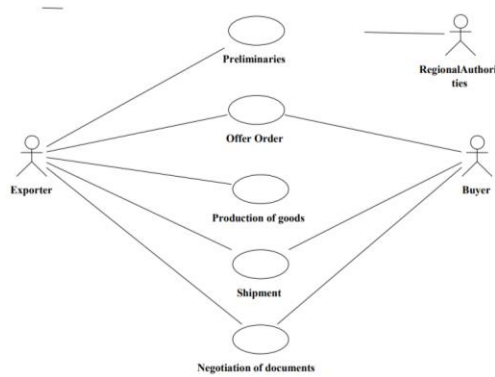 Preliminaries
RegionalAuthori
ties
Offer Order
Exporter
Buyer
Production of goods
Shipment
Negotiation of documents